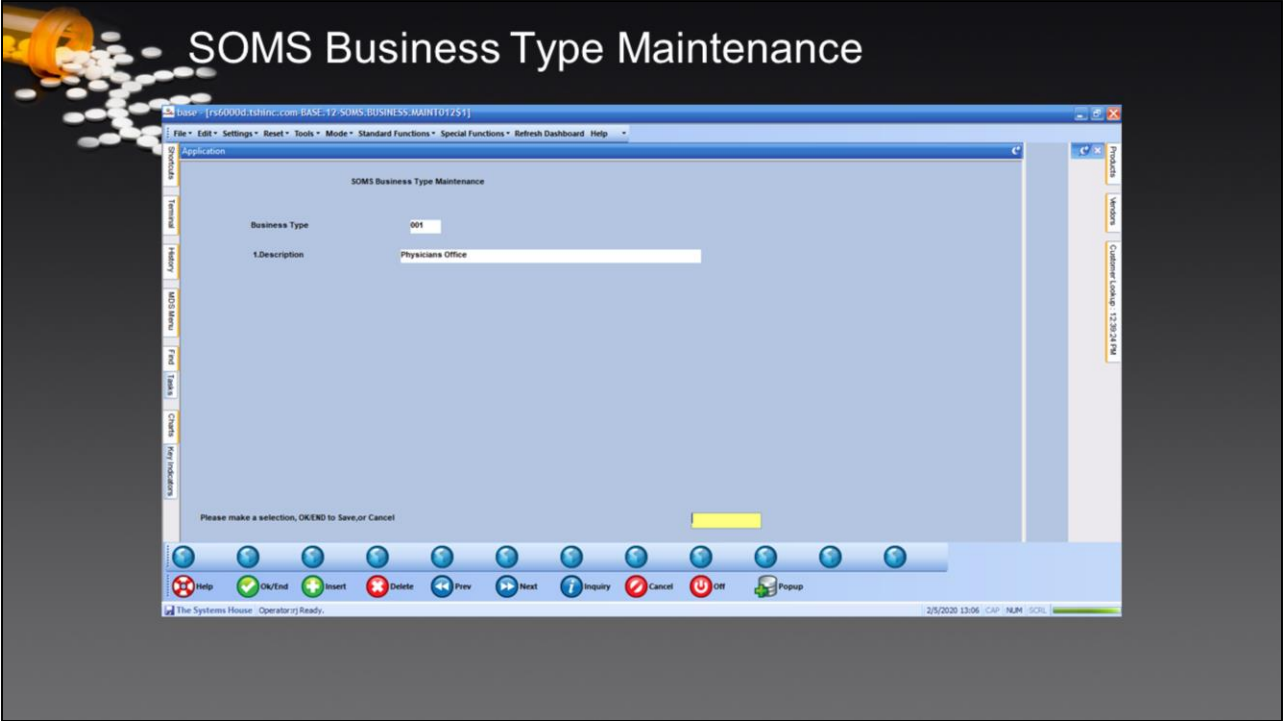 SOMS Business Type Maintenance
base - [rs6000d.tshinc.com-BASE.12-SOMS.BUSINESS.MAINT012$1]
File Edit Settings Reset Tools Mode Standard Functions Special Functions Refresh Dashboard Help
Application
SOMS Business Type Maintenance
Business Type 001
1.Description Physicians Office
Please make a selection, OK/END to Save,or Cancel
Shortcuts
Terminal
History
MDS Menu
Find
Tasks
Charts
Key Indicators
Products
Vendors
Customer Lookup : 12:39:24 PM
Help Ok/End Insert Delete Prev Next Inquiry Cancel Off Popup
The Systems House Operator:rj Ready. 2/5/2020 13:06 CAP NUM SCRL